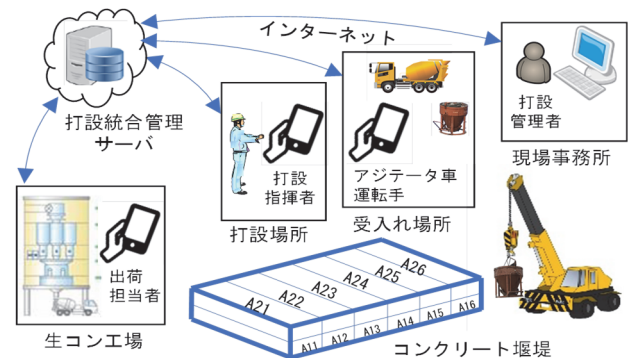 インターネット
打設統合管理
サーバ
打設
指揮者
打設場所
アジテータ車
運転手
受入れ場所
打設
管理者
現場事務所
出荷
担当者
生コン工場
A21
A22
A23
A24
A25
A26
A11
A12
A13
A14
A15
A16
コンクリート堰堤